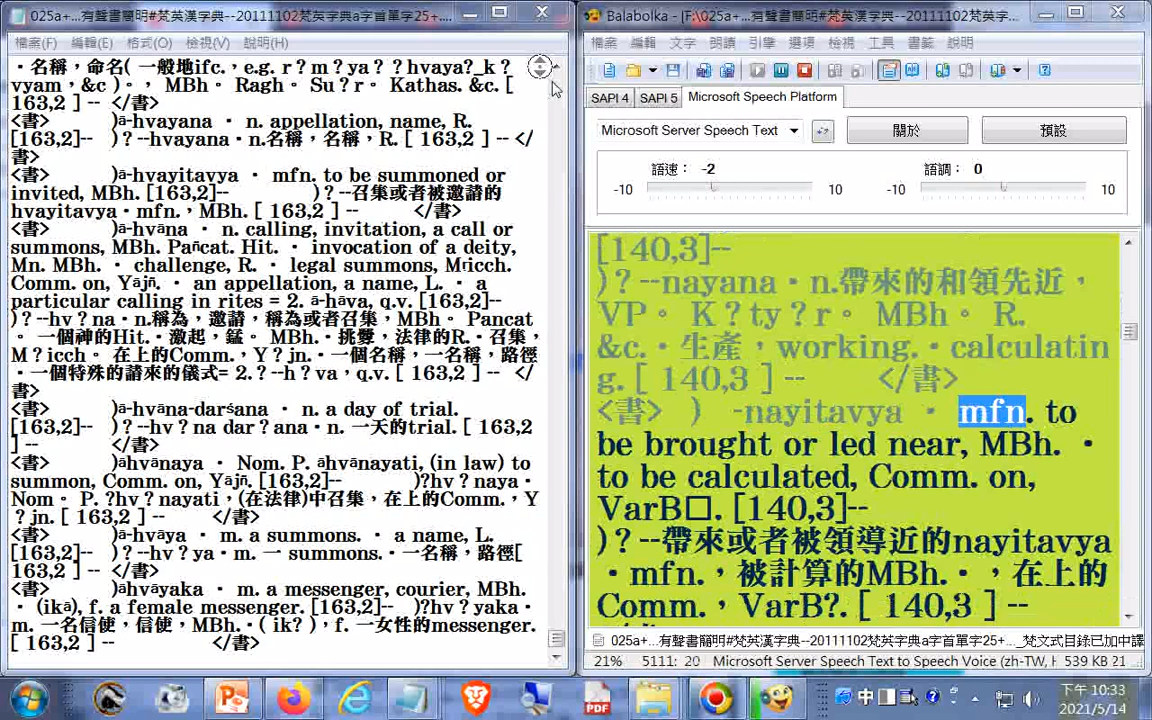 025a+...有聲書簡明#梵英漢字典--20111102梵英字典a字首單字25+...
檔案(F) 編輯(E) 格式(O) 檢視(V) 說明(H)
‧名稱，命名( 一般地ifc.，e.g. r？m？ya？？hvaya?_k？
vyam，&c )。， MBh。Ragh。Su？r。Kathas. &c. [
163,2 ] -- </書>
<書> )ā-hvayana ‧ n. appellation, name, R.
[163,2]-- )？--hvayana‧n.名稱，名稱，R. [ 163,2 ] -- </
書>
<書> )ā-hvayitavya ‧ mfn. to be summoned or
invited, MBh. [163,2]-- )？--召集或者被邀請的
hvayitavya‧mfn.，MBh. [ 163,2 ] -- </書>
<書> )ā-hvāna ‧ n. calling, invitation, a call or
summons, MBh. Pañcat. Hit. ‧ invocation of a deity,
Mn. MBh. ‧ challenge, R. ‧ legal summons, Mṛicch.
Comm. on, Yājñ. ‧ an appellation, a name, L. ‧ a
particular calling in rites = 2. ā-hāva, q.v. [163,2]--
)？--hv？na‧n.稱為，邀請，稱為或者召集，MBh。Pancat
。一個神的Hit.‧激起，錳。 MBh.‧挑釁，法律的R.‧召集，
M？icch。 在上的Comm.，Y？jn.‧一個名稱，一名稱，路徑
‧一個特殊的請來的儀式= 2.？--h？va，q.v. [ 163,2 ] -- </
書>
<書> )ā-hvāna-darśana ‧ n. a day of trial.
[163,2]-- )？--hv？na dar？ana‧n. 一天的trial. [ 163,2
] -- </書>
<書> )āhvānaya ‧ Nom. P. āhvānayati, (in law) to
summon, Comm. on, Yājñ. [163,2]-- )?hv？naya‧
Nom。 P. ?hv？nayati，(在法律)中召集，在上的Comm.，Y
？jn. [ 163,2 ] -- </書>
<書> )ā-hvāya ‧ m. a summons. ‧ a name, L.
[163,2]-- )？--hv？ya‧m. 一 summons.‧一名稱，路徑[
163,2 ] -- </書>
<書> )āhvāyaka ‧ m. a messenger, courier, MBh.
‧ (ikā), f. a female messenger. [163,2]-- )?hv？yaka‧
m. 一名信使，信使，MBh.‧( ik？)，f. 一女性的messenger.
[ 163,2 ] -- </書>
Balabolka - [F:\025a+...有聲書簡明#梵英漢字典--20111102梵英字...
檔案 編輯 文字 朗讀 引擎 選項 檢視 工具 書籤 說明
SAPI 4 SAPI 5 Microsoft Speech Platform
Microsoft Server Speech Text 關於 預設
語速： -2 語調： 0
-10 10 -10 10
[140,3]--
)？--nayana‧n.帶來的和領先近，
VP。 K？ty？r。 MBh。 R.
&c.‧生產，working.‧calculatin
g. [ 140,3 ] -- </書>
<書> ) -nayitavya ‧ mfn. to
be brought or led near, MBh. ‧
to be calculated, Comm. on,
VarB□. [140,3]--
)？--帶來或者被領導近的nayitavya
‧mfn.，被計算的MBh.‧，在上的
Comm.，VarB?. [ 140,3 ] --
025a+...有聲書簡明#梵英漢字典--20111102梵英字典a字首單字25+..._梵文式目錄已加中譯
21% 5111: 20 Microsoft Server Speech Text to Speech Voice (zh-TW, H 539 KB 21
中
下午 10:33
2021/5/14